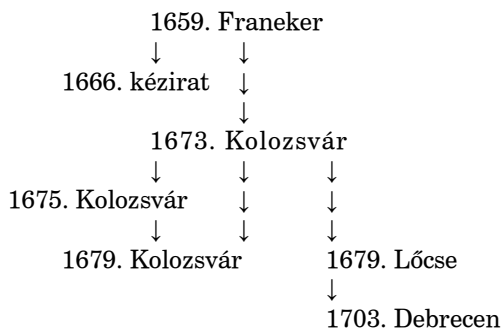 1659. Franeker
↓ ↓
1666. kézirat ↓
↓
1673. Kolozsvár
↓ ↓ ↓
1675. Kolozsvár ↓ ↓
↓ ↓ ↓
1679. Kolozsvár 1679. Lőcse
↓
1703. Debrecen